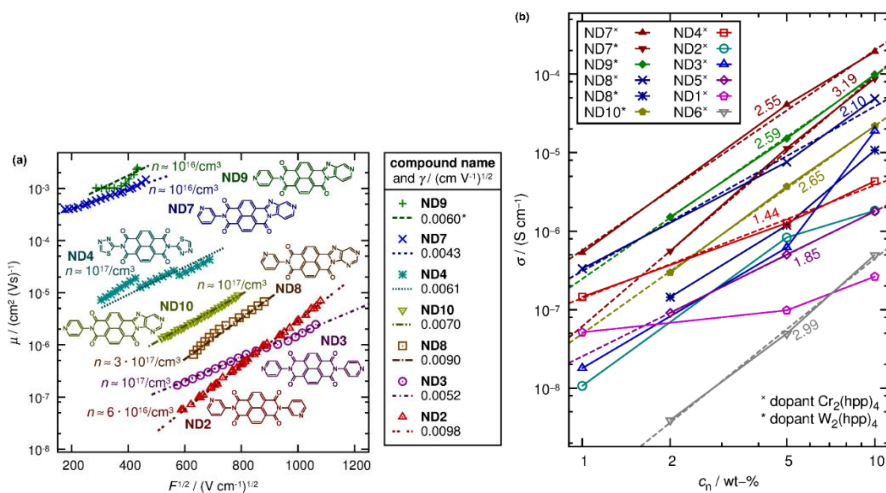 (a)
μ / (cm² (Vs)⁻¹
10⁻²
10⁻³
10⁻⁴
10⁻⁵
10⁻⁶
10⁻⁷
10⁻⁸
200 400 600 800 1000 1200
F¹ᐟ² / (V cm⁻¹)¹ᐟ²
n ≈ 10¹⁶/cm³
ND9
n ≈ 10¹⁶/cm³
ND7
ND4
n ≈ 10¹⁷/cm³
n ≈ 10¹⁷/cm³
ND8
ND10
n ≈ 3 · 10¹⁷/cm³
ND3
n ≈ 10¹⁷/cm³
n ≈ 6 · 10¹⁶/cm³
ND2
compound name
and γ / (cm V⁻¹)¹ᐟ²
ND9
0.0060*
ND7
0.0043
ND4
0.0061
ND10
0.0070
ND8
0.0090
ND3
0.0052
ND2
0.0098
(b)
σ / (S cm⁻¹)
10⁻⁴
10⁻⁵
10⁻⁶
10⁻⁷
10⁻⁸
ND7ˣ ND4ˣ
ND7* ND2ˣ
ND9* ND3ˣ
ND8ˣ ND5ˣ
ND8* ND1ˣ
ND10* ND6ˣ
2.55
3.19
2.10
2.59
2.65
1.44
1.85
2.99
ˣ dopant Cr₂(hpp)₄
* dopant W₂(hpp)₄
1 2 5 10
cₙ / wt–%